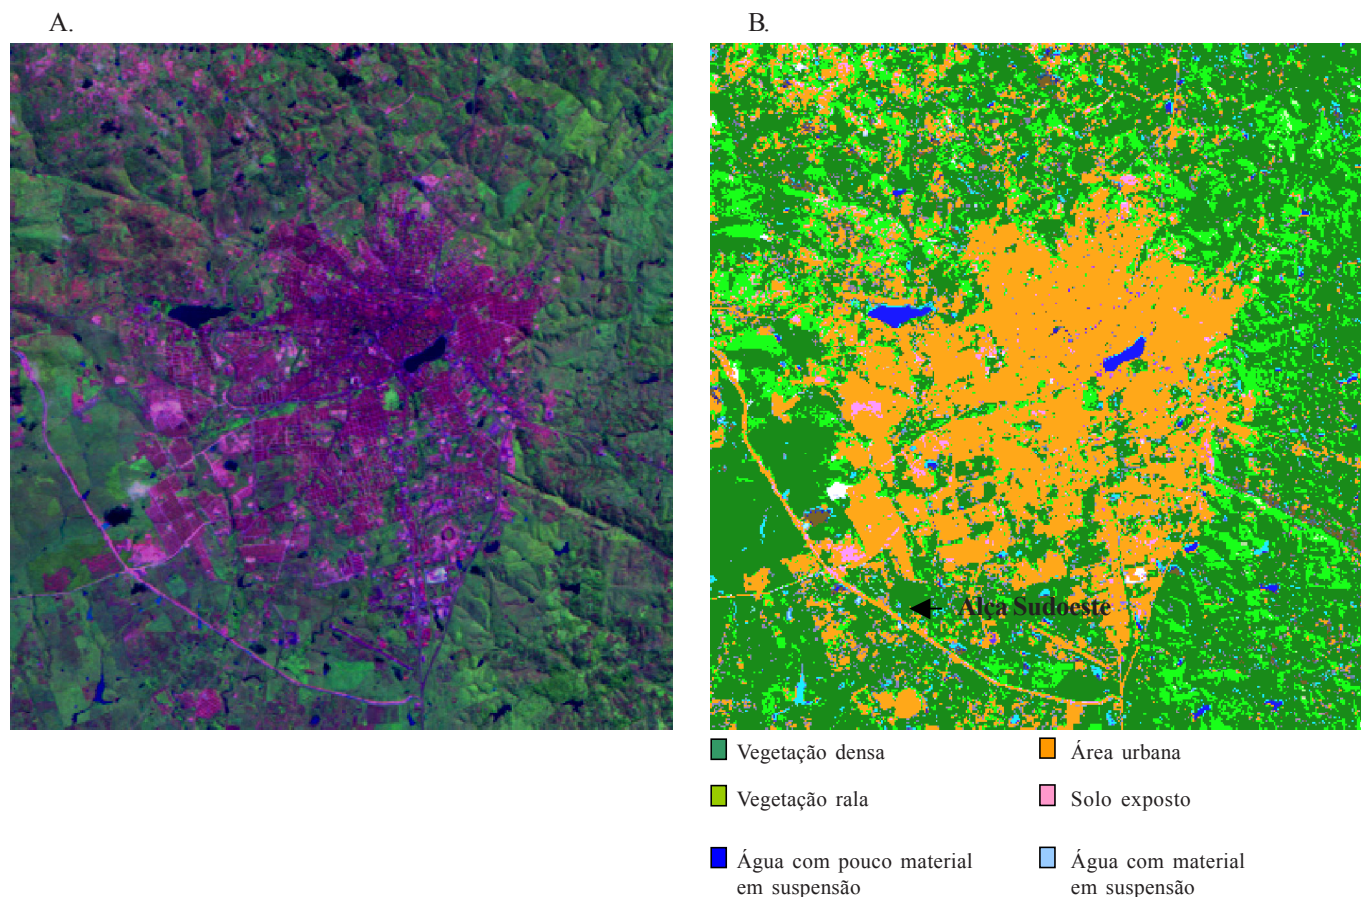 A.
B.
Alca Sudoeste
Vegetação densa
Área urbana
Vegetação rala
Solo exposto
Água com pouco material
em suspensão
Água com material
em suspensão